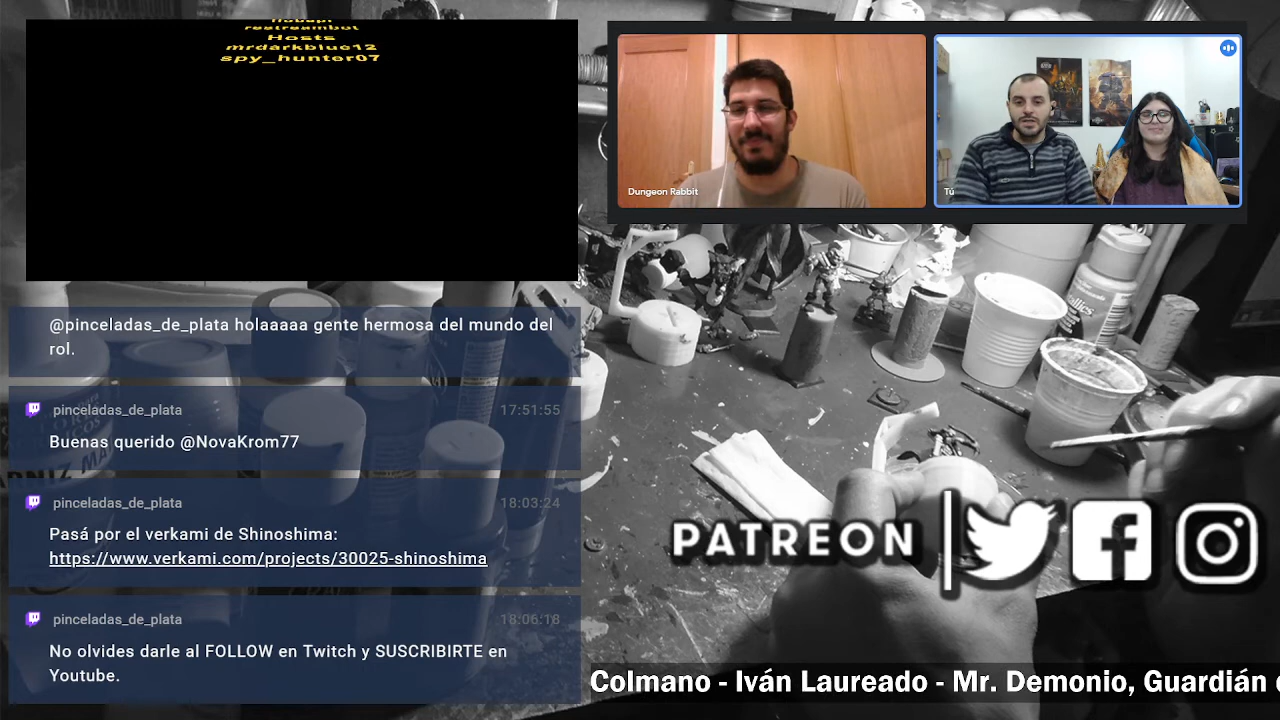 restreambot
Hosts
mrdarkblue12
spy_hunter07
Dungeon Rabbit
Tú
@pinceladas_de_plata holaaaaa gente hermosa del mundo del
rol.
pinceladas_de_plata 17:51:55
Buenas querido @NovaKrom77
pinceladas_de_plata 18:03:24
Pasá por el verkami de Shinoshima:
https://www.verkami.com/projects/30025-shinoshima
pinceladas_de_plata 18:06:18
No olvides darle al FOLLOW en Twitch y SUSCRIBIRTE en
Youtube.
PATREON
Colmano - Iván Laureado - Mr. Demonio, Guardián